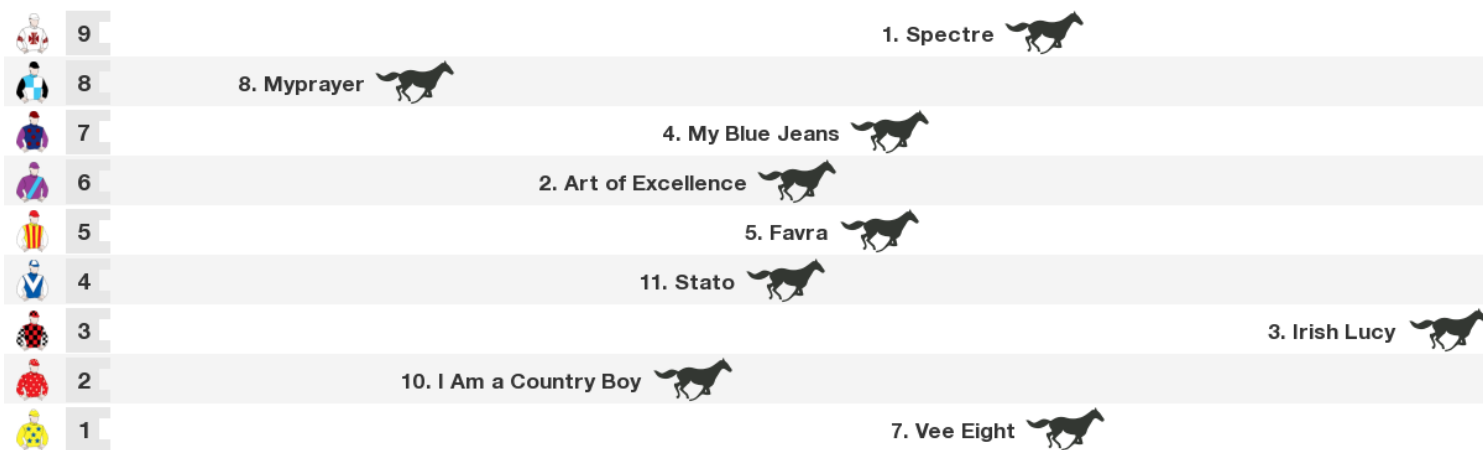 9 1. Spectre
8 8. Myprayer
7 4. My Blue Jeans
6 2. Art of Excellence
5 5. Favra
4 11. Stato
3 3. Irish Lucy
2 10. I Am a Country Boy
1 7. Vee Eight